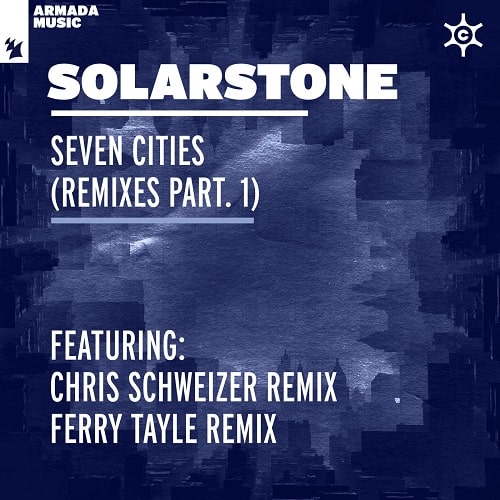 ARMADA
MUSIC
C
SOLARSTONE
SEVEN CITIES
(REMIXES PART. 1)
FEATURING:
CHRIS SCHWEIZER REMIX
FERRY TAYLE REMIX